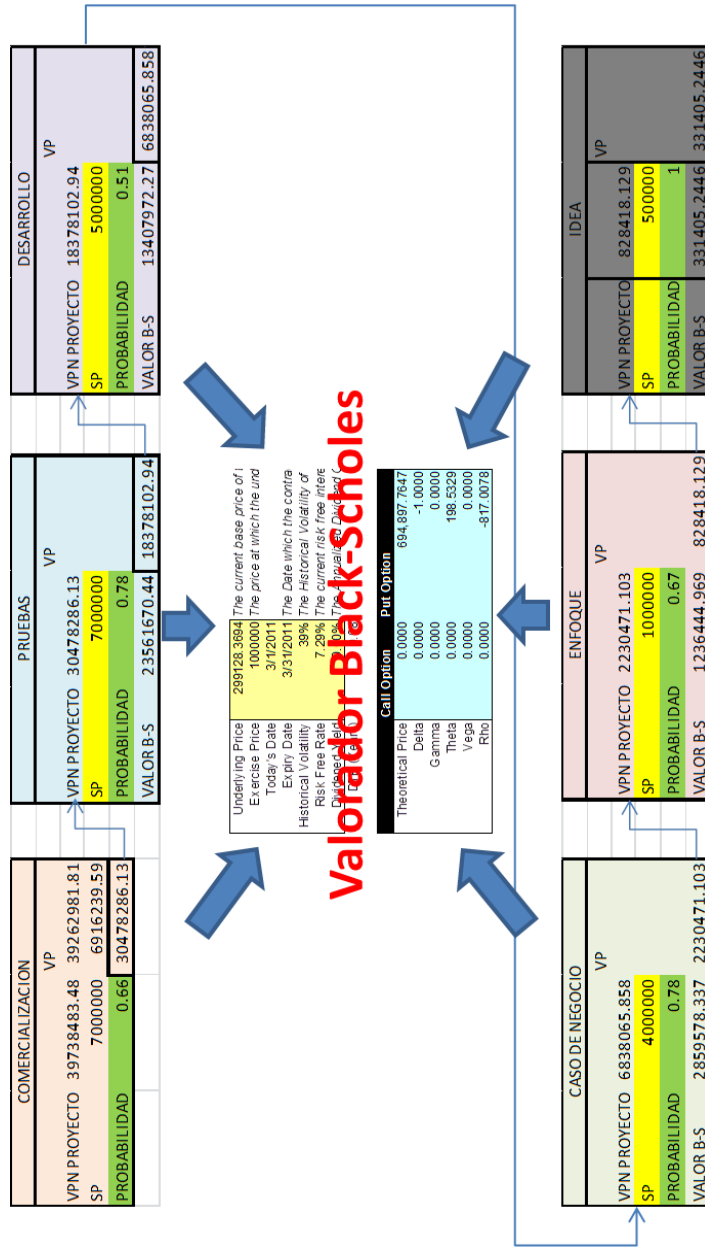 COMERCIALIZACION
VP
VPN PROYECTO 39738483.48 39262981.81
SP 7000000 6916239.59
PROBABILIDAD 0.66 30478286.13
PRUEBAS
VP
VPN PROYECTO 30478286.13
SP 7000000
PROBABILIDAD 0.78
VALOR B-S 23561670.44 18378102.94
DESARROLLO
VP
VPN PROYECTO 18378102.94
SP 5000000
PROBABILIDAD 0.51
VALOR B-S 13407972.27 6838065.858
Underlying Price 299128.3694 The current base price of
Exercise Price 1000000 The price at which the und
Today's Date 3/1/2011
Expiry Date 3/31/2011 The Date which the contra
Historical Volatility 39% The Historical Volatility of
Risk Free Rate 7.29% The current risk free intere
Valorador Black-Scholes
Call Option Put Option
Theoretical Price 0.0000 694,897.7647
Delta 0.0000 -1.0000
Gamma 0.0000 0.0000
Theta 0.0000 198.5329
Vega 0.0000 0.0000
Rho 0.0000 -817.0078
CASO DE NEGOCIO
VP
VPN PROYECTO 6838065.858
SP 4000000
PROBABILIDAD 0.78
VALOR B-S 2859578.337 2230471.103
ENFOQUE
VP
VPN PROYECTO 2230471.103
SP 1000000
PROBABILIDAD 0.67
VALOR B-S 1236444.969 828418.129
IDEA
VP
VPN PROYECTO 828418.129
SP 500000
PROBABILIDAD 1
VALOR B-S 331405.2446 331405.2446